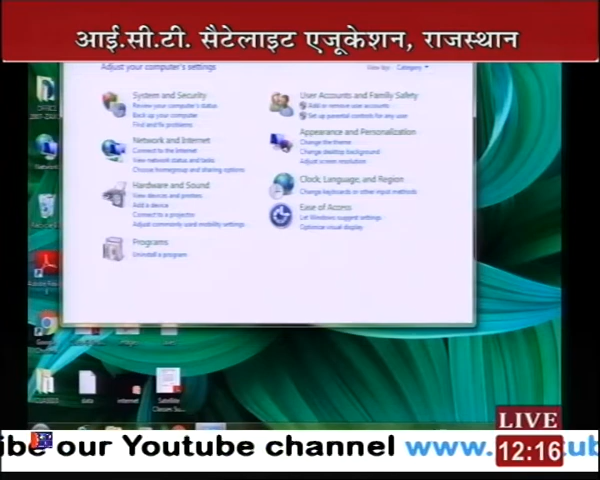 आई.सी.टी. सैटेलाइट एजूकेशन, राजस्थान
Adjust your computer's settings
View by: Category
System and Security
Review your computer's status
Back up your computer
Find and fix problems
Network and Internet
Connect to the Internet
View network status and tasks
Choose homegroup and sharing options
Hardware and Sound
View devices and printers
Add a device
Connect to a projector
Adjust commonly used mobility settings
Programs
Uninstall a program
User Accounts and Family Safety
Add or remove user accounts
Set up parental controls for any user
Appearance and Personalization
Change the theme
Change desktop background
Adjust screen resolution
Clock, Language, and Region
Change keyboards or other input methods
Ease of Access
Let Windows suggest settings
Optimize visual display
Network
data
internet
Satellite
LIVE
12:16
our Youtube channel www.